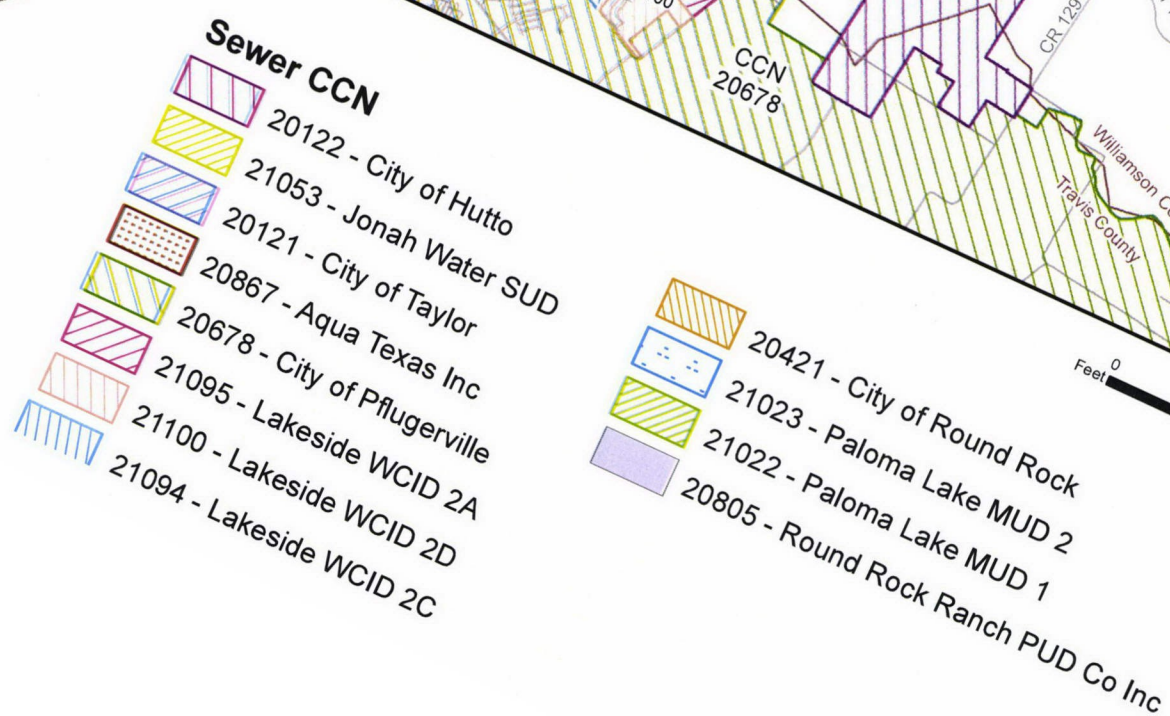 CCN
20678
CR 129
Travis County
Sewer CCN
20122 - City of Hutto
21053 - Jonah Water SUD
20121 - City of Taylor
20867 - Aqua Texas Inc
20678 - City of Pflugerville
21095 - Lakeside WCID 2A
21100 - Lakeside WCID 2D
21094 - Lakeside WCID 2C
20421 - City of Round Rock
21023 - Paloma Lake MUD 2
21022 - Paloma Lake MUD 1
20805 - Round Rock Ranch PUD Co Inc
Williamson
0
Feet